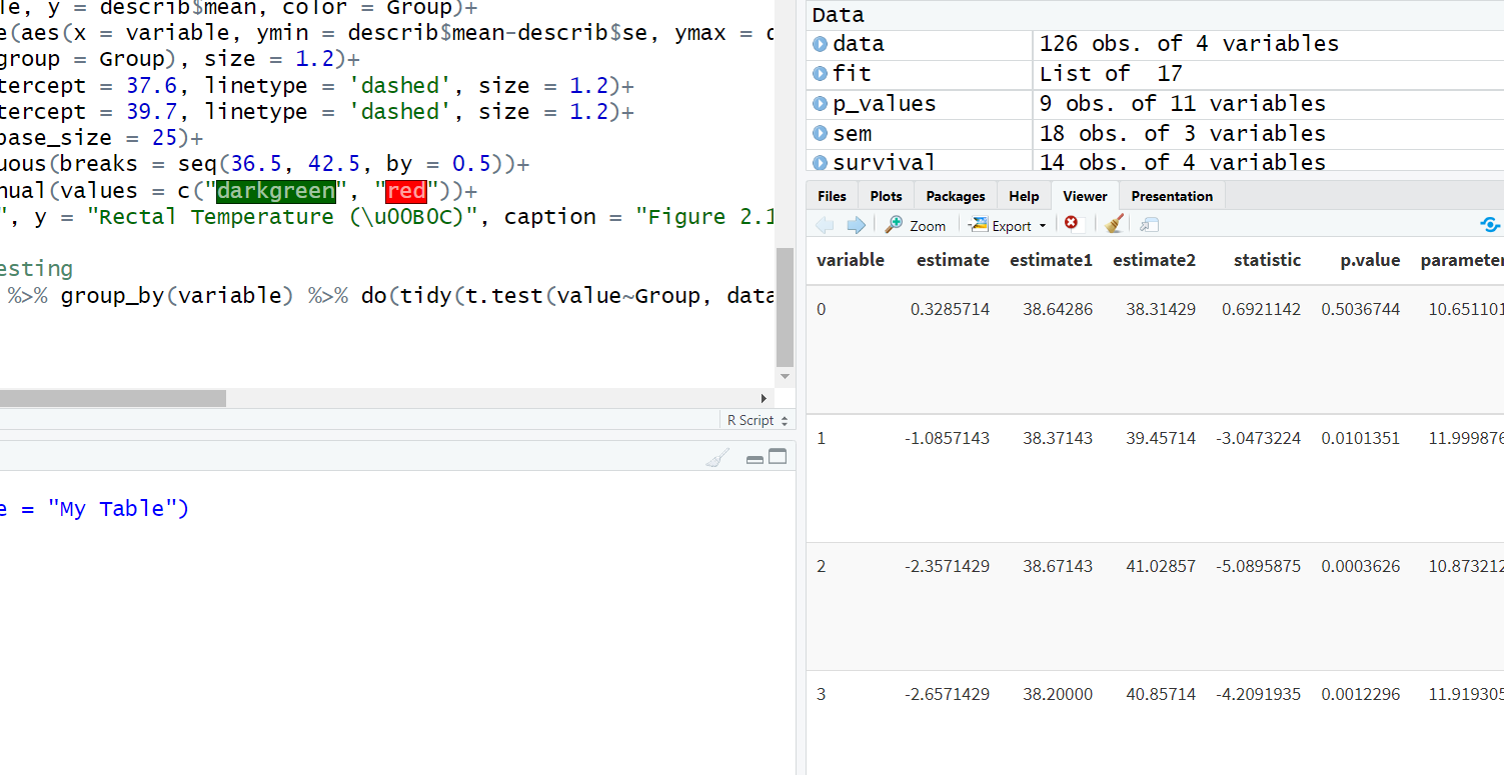 le, y = describ$mean, color = Group)+
e(aes(x = variable, ymin = describ$mean-describ$se, ymax = d
group = Group), size = 1.2)+
tercept = 37.6, linetype = 'dashed', size = 1.2)+
tercept = 39.7, linetype = 'dashed', size = 1.2)+
base_size = 25)+
uous(breaks = seq(36.5, 42.5, by = 0.5))+
nual(values = c("darkgreen", "red"))+
", y = "Rectal Temperature (\u00B0C)", caption = "Figure 2.1
esting
%>% group_by(variable) %>% do(tidy(t.test(value~Group, data
R Script
e = "My Table")
Data
data 126 obs. of 4 variables
fit List of 17
p_values 9 obs. of 11 variables
sem 18 obs. of 3 variables
survival 14 obs. of 4 variables
Files Plots Packages Help Viewer Presentation
Zoom Export
variable estimate estimate1 estimate2 statistic p.value parameter
0 0.3285714 38.64286 38.31429 0.6921142 0.5036744 10.651101
1 -1.0857143 38.37143 39.45714 -3.0473224 0.0101351 11.999876
2 -2.3571429 38.67143 41.02857 -5.0895875 0.0003626 10.873212
3 -2.6571429 38.20000 40.85714 -4.2091935 0.0012296 11.919305